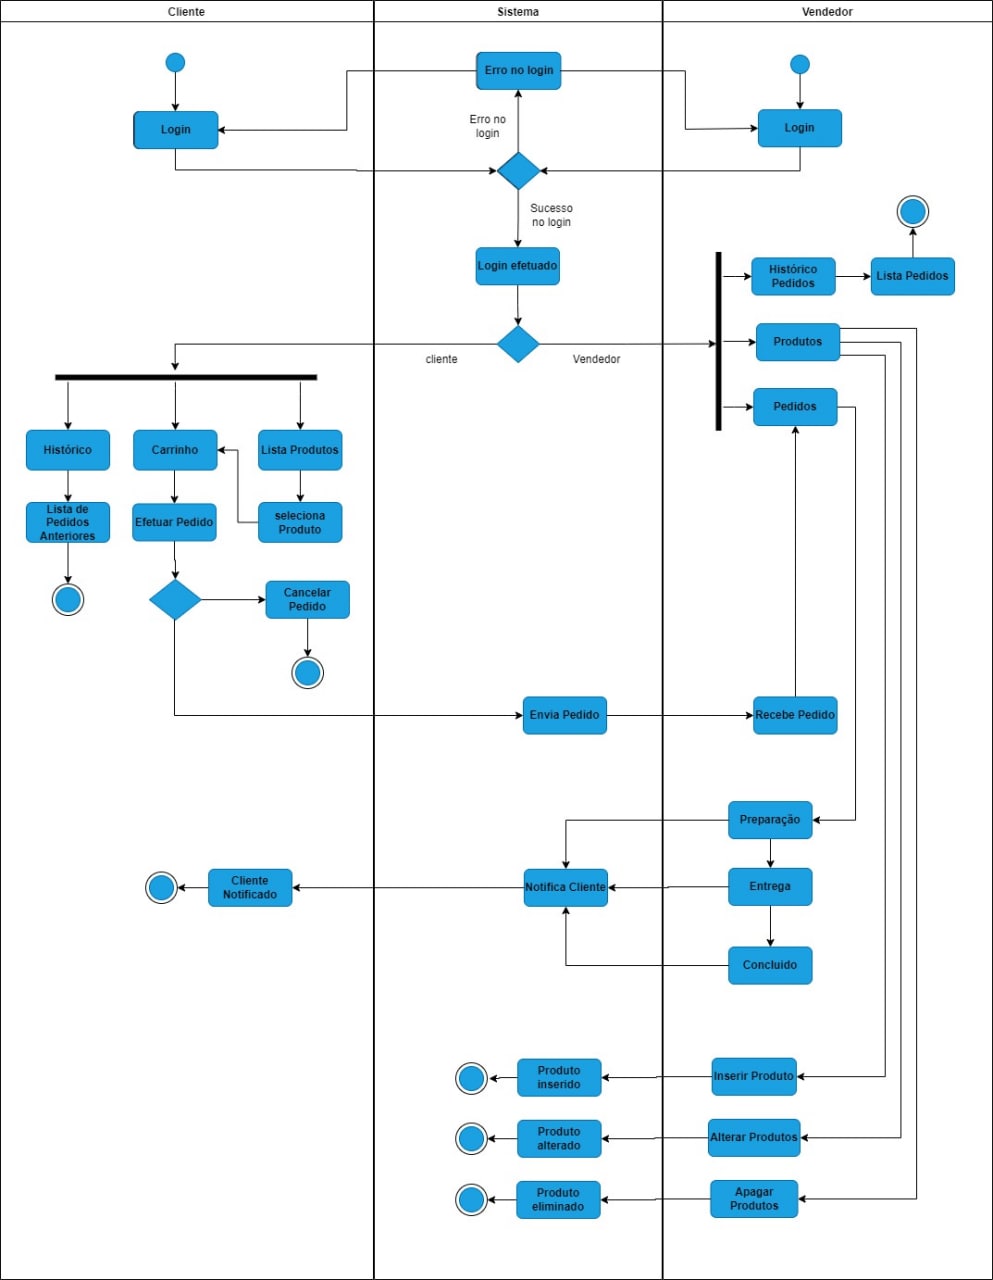 Cliente
Sistema
Vendedor
Erro no login
Login
Login
Erro no
login
Sucesso
no login
Login efetuado
Histórico
Pedidos
Lista Pedidos
Produtos
cliente
Vendedor
Pedidos
Histórico
Carrinho
Lista Produtos
Lista de
Pedidos
Anteriores
Efetuar Pedido
seleciona
Produto
Cancelar
Pedido
Envia Pedido
Recebe Pedido
Preparação
Cliente
Notificado
Notifica Cliente
Entrega
Concluido
Produto
inserido
Inserir Produto
Produto
alterado
Alterar Produtos
Produto
eliminado
Apagar
Produtos